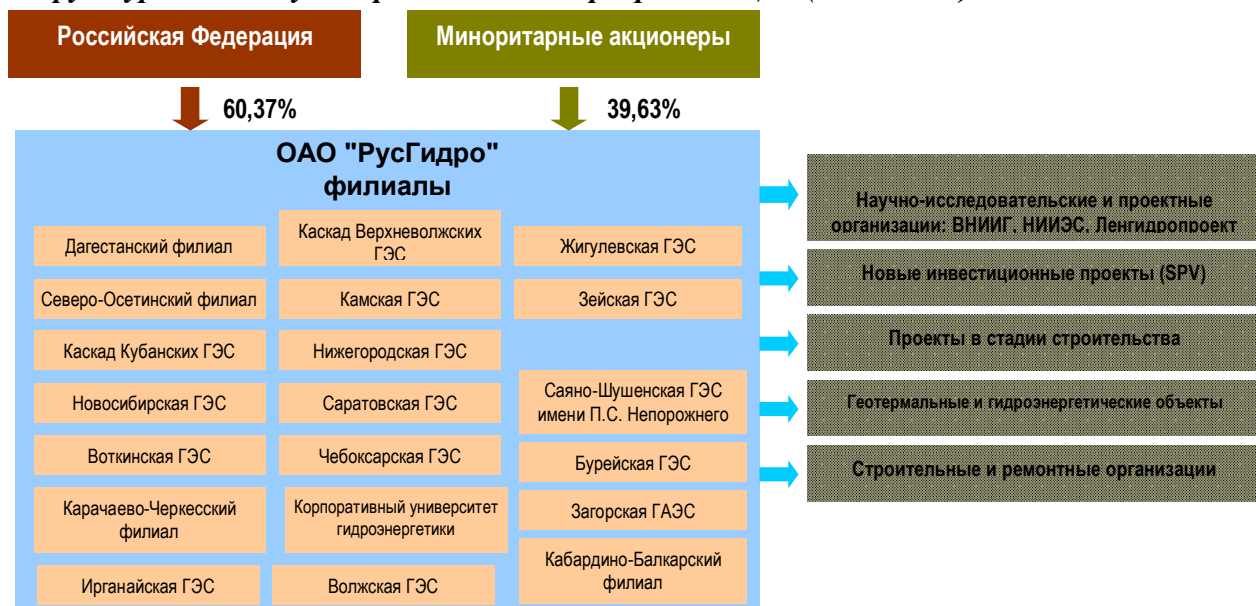 Российская Федерация
Миноритарные акционеры
60,37%
39,63%
ОАО "РусГидро"
филиалы
Дагестанский филиал
Каскад Верхневолжских
ГЭС
Жигулевская ГЭС
Северо-Осетинский филиал
Камская ГЭС
Зейская ГЭС
Каскад Кубанских ГЭС
Нижегородская ГЭС
Новосибирская ГЭС
Саратовская ГЭС
Саяно-Шушенская ГЭС
имени П.С. Непорожнего
Воткинская ГЭС
Чебоксарская ГЭС
Бурейская ГЭС
Карачаево-Черкесский
филиал
Корпоративный университет
гидроэнергетики
Загорская ГАЭС
Ирганайская ГЭС
Волжская ГЭС
Кабардино-Балкарский
филиал
Научно-исследовательские и проектные
организации: ВНИИГ, НИИЭС, Ленгидропроект
Новые инвестиционные проекты (SPV)
Проекты в стадии строительства
Геотермальные и гидроэнергетические объекты
Строительные и ремонтные организации